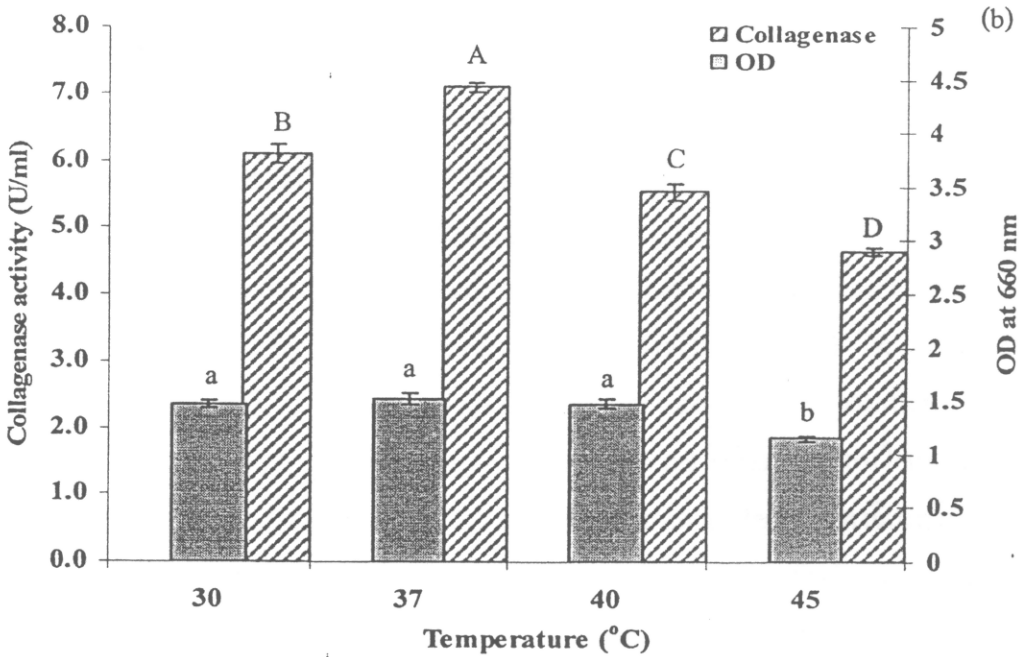 (b)
Collagenase
OD
Collagenase activity (U/ml)
8.0
7.0
6.0
5.0
4.0
3.0
2.0
1.0
0.0
a
B
a
A
a
C
b
D
5
4.5
4
3.5
3
2.5
2
1.5
1
0.5
0
OD at 660 nm
30
37
40
45
Temperature (°C)